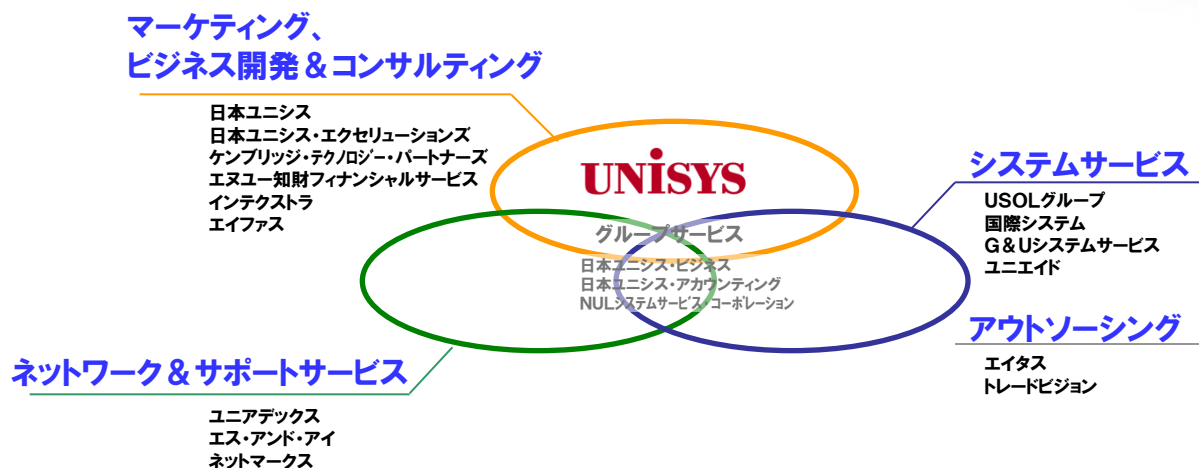 マーケティング、
ビジネス開発＆コンサルティング
日本ユニシス
日本ユニシス・エクセリューションズ
ケンブリッジ・テクノロジー・パートナーズ
エヌユー知財フィナンシャルサービス
インテクストラ
エイファス
UNISYS
グループサービス
日本ユニシス・ビジネス
日本ユニシス・アカウンティング
NULシステムサービス・コーポレーション
システムサービス
USOLグループ
国際システム
G&Uシステムサービス
ユニエイド
アウトソーシング
エイタス
トレードビジョン
ネットワーク＆サポートサービス
ユニアデックス
エス・アンド・アイ
ネットマークス